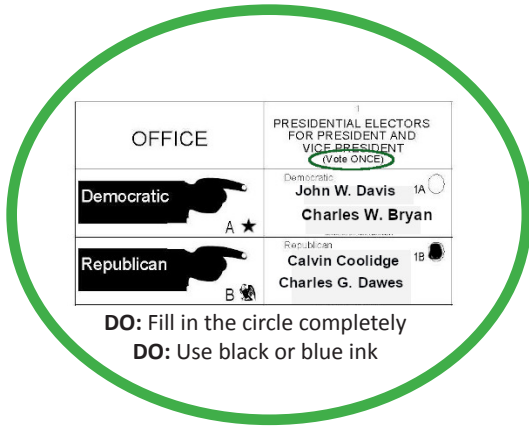 1
OFFICE
PRESIDENTIAL ELECTORS
FOR PRESIDENT AND
VICE PRESIDENT
(Vote ONCE)
Democratic
A
Democratic
John W. Davis 1A
Charles W. Bryan
Republican
B
Republican
Calvin Coolidge 1B
Charles G. Dawes
DO: Fill in the circle completely
DO: Use black or blue ink